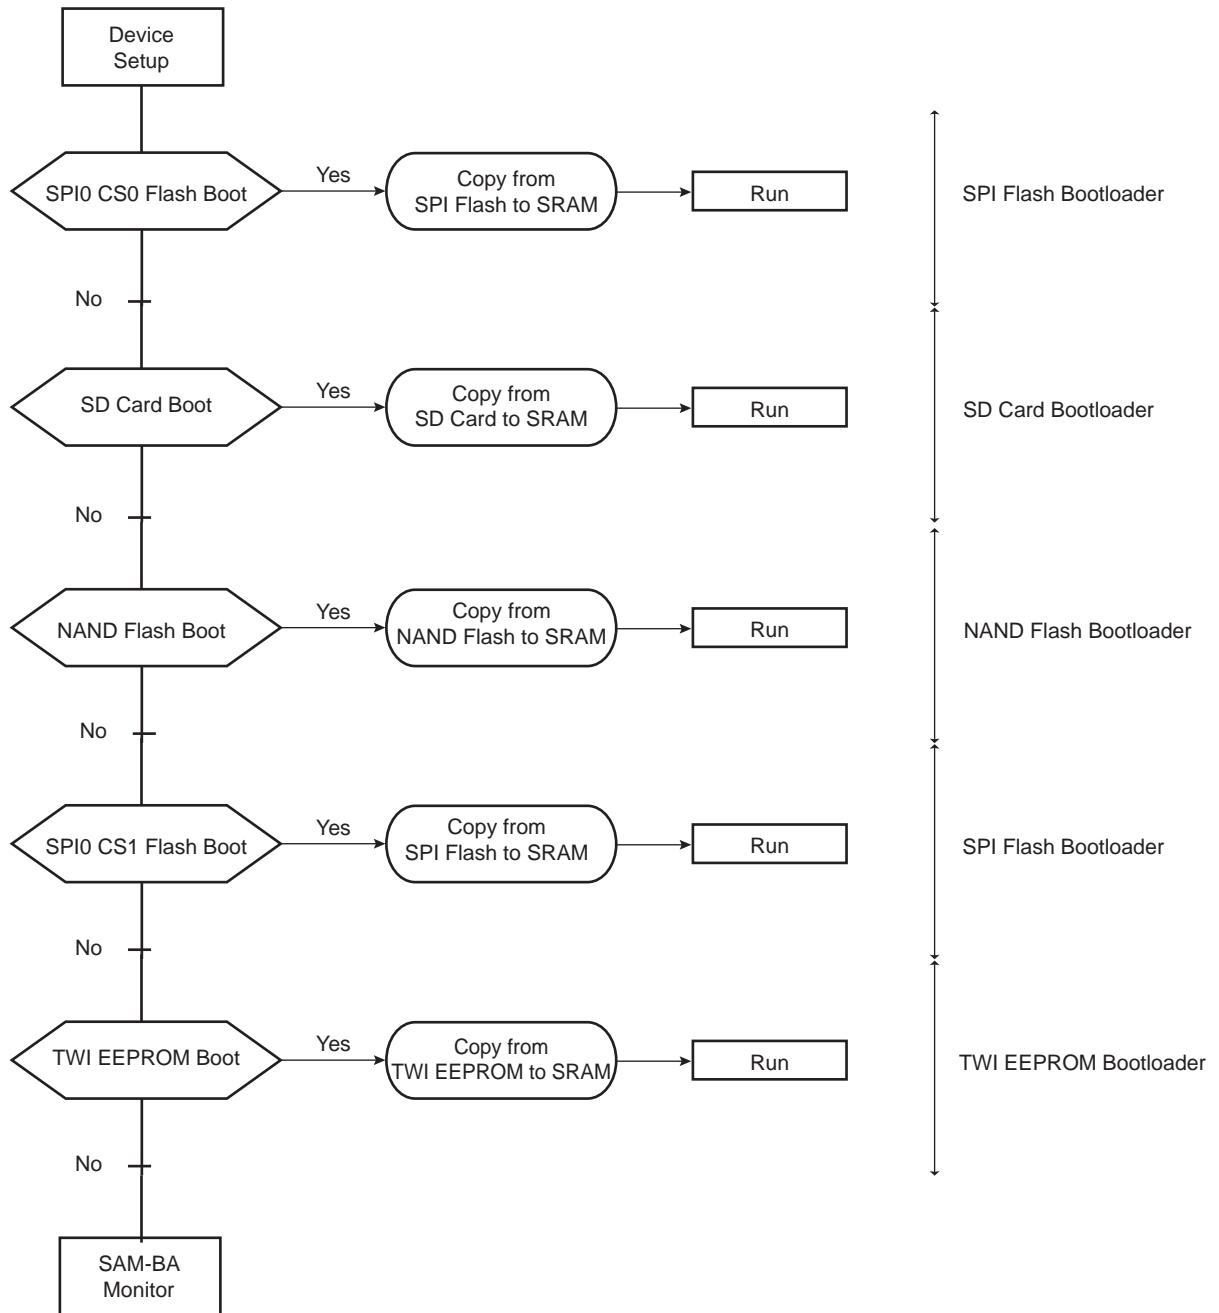 Device
Setup
SPI0 CS0 Flash Boot
Yes
Copy from
SPI Flash to SRAM
Run
SPI Flash Bootloader
No
SD Card Boot
Yes
Copy from
SD Card to SRAM
Run
SD Card Bootloader
No
NAND Flash Boot
Yes
Copy from
NAND Flash to SRAM
Run
NAND Flash Bootloader
No
SPI0 CS1 Flash Boot
Yes
Copy from
SPI Flash to SRAM
Run
SPI Flash Bootloader
No
TWI EEPROM Boot
Yes
Copy from
TWI EEPROM to SRAM
Run
TWI EEPROM Bootloader
No
SAM-BA
Monitor